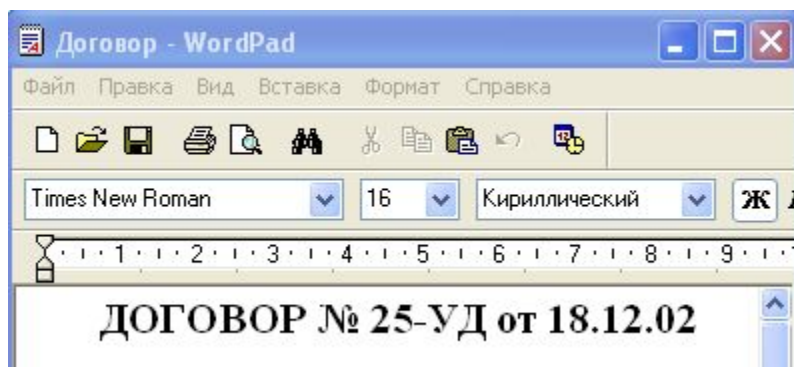 Договор - WordPad
Файл Правка Вид Вставка Формат Справка
Times New Roman 16 Кириллический Ж
1 2 3 4 5 6 7 8 9
ДОГОВОР № 25-УД от 18.12.02